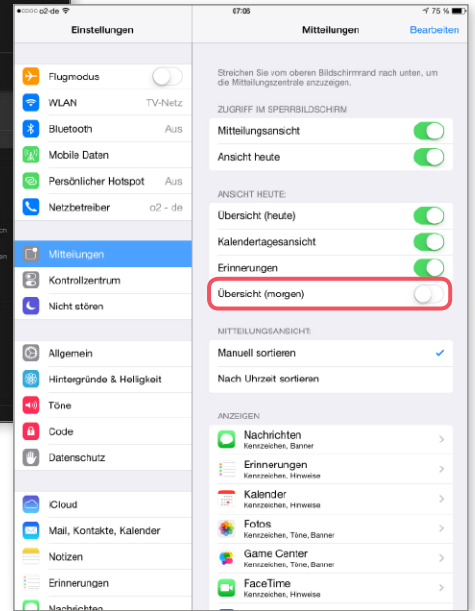 o2-de
07:06
75 %
Einstellungen
Mitteilungen
Bearbeiten
Flugmodus
WLAN TV-Netz
Bluetooth Aus
Mobile Daten
Persönlicher Hotspot Aus
Netzbetreiber o2 - de
Mitteilungen
Kontrollzentrum
Nicht stören
Allgemein
Hintergründe & Helligkeit
Töne
Code
Datenschutz
iCloud
Mail, Kontakte, Kalender
Notizen
Erinnerungen
Nachrichten
Streichen Sie vom oberen Bildschirmrand nach unten, um
die Mitteilungszentrale anzuzeigen.
ZUGRIFF IM SPERRBILDSCHIRM
Mitteilungsansicht
Ansicht heute
ANSICHT HEUTE:
Übersicht (heute)
Kalendertagesansicht
Erinnerungen
Übersicht (morgen)
MITTEILUNGSANSICHT:
Manuell sortieren
Nach Uhrzeit sortieren
ANZEIGEN
Nachrichten
Kennzeichen, Banner
Erinnerungen
Kennzeichen, Hinweise
Kalender
Kennzeichen, Hinweise
Fotos
Kennzeichen, Töne, Banner
Game Center
Kennzeichen, Töne, Banner
FaceTime
Kennzeichen, Hinweise